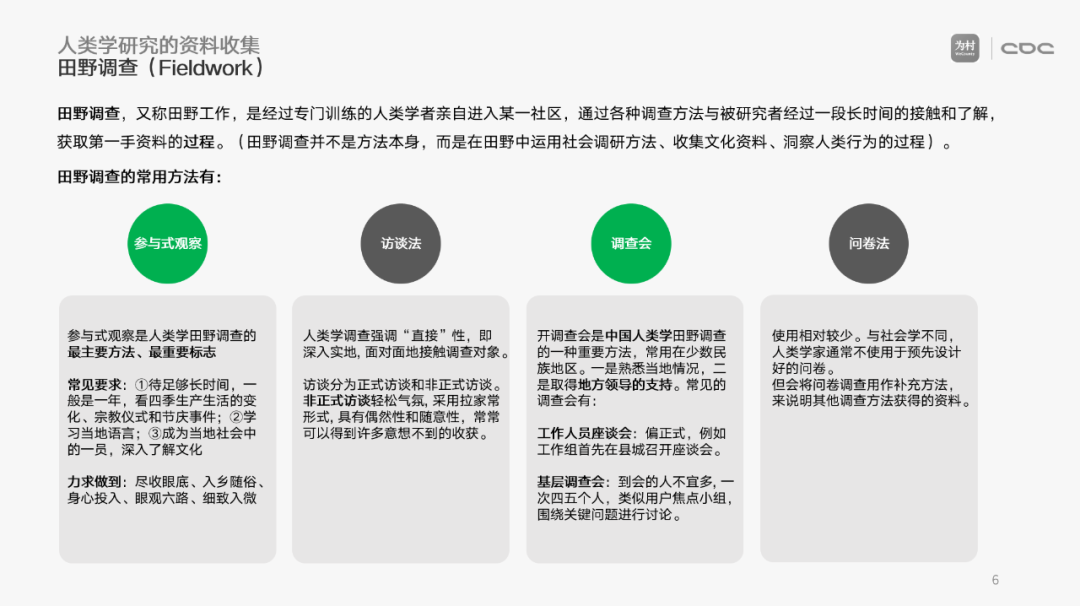 人类学研究的资料收集
田野调查（Fieldwork）
为村
CDC
田野调查，又称田野工作，是经过专门训练的人类学者亲自进入某一社区，通过各种调查方法与被研究者经过一段长时间的接触和了解，
获取第一手资料的过程。（田野调查并不是方法本身，而是在田野中运用社会调研方法、收集文化资料、洞察人类行为的过程）。
田野调查的常用方法有：
参与式观察
参与式观察是人类学田野调查的
最主要方法、最重要标志
常见要求：①待足够长时间，一
般是一年，看四季生产生活的变
化、宗教仪式和节庆事件；②学
习当地语言；③成为当地社会中
的一员，深入了解文化
力求做到：尽收眼底、入乡随俗、
身心投入、眼观六路、细致入微
访谈法
人类学调查强调“直接”性，即
深入实地，面对面地接触调查对象。
访谈分为正式访谈和非正式访谈。
非正式访谈轻松气氛，采用拉家常
形式，具有偶然性和随意性，常常
可以得到许多意想不到的收获。
调查会
开调查会是中国人类学田野调查
的一种重要方法，常用在少数民
族地区。一是熟悉当地情况，二
是取得地方领导的支持。常见的
调查会有：
工作人员座谈会：偏正式，例如
工作组首先在县城召开座谈会。
基层调查会：到会的人不宜多，一
次四五个人，类似用户焦点小组，
围绕关键问题进行讨论。
问卷法
使用相对较少。与社会学不同，
人类学家通常不使用于预先设计
好的问卷。
但会将问卷调查用作补充方法，
来说明其他调查方法获得的资料。
6